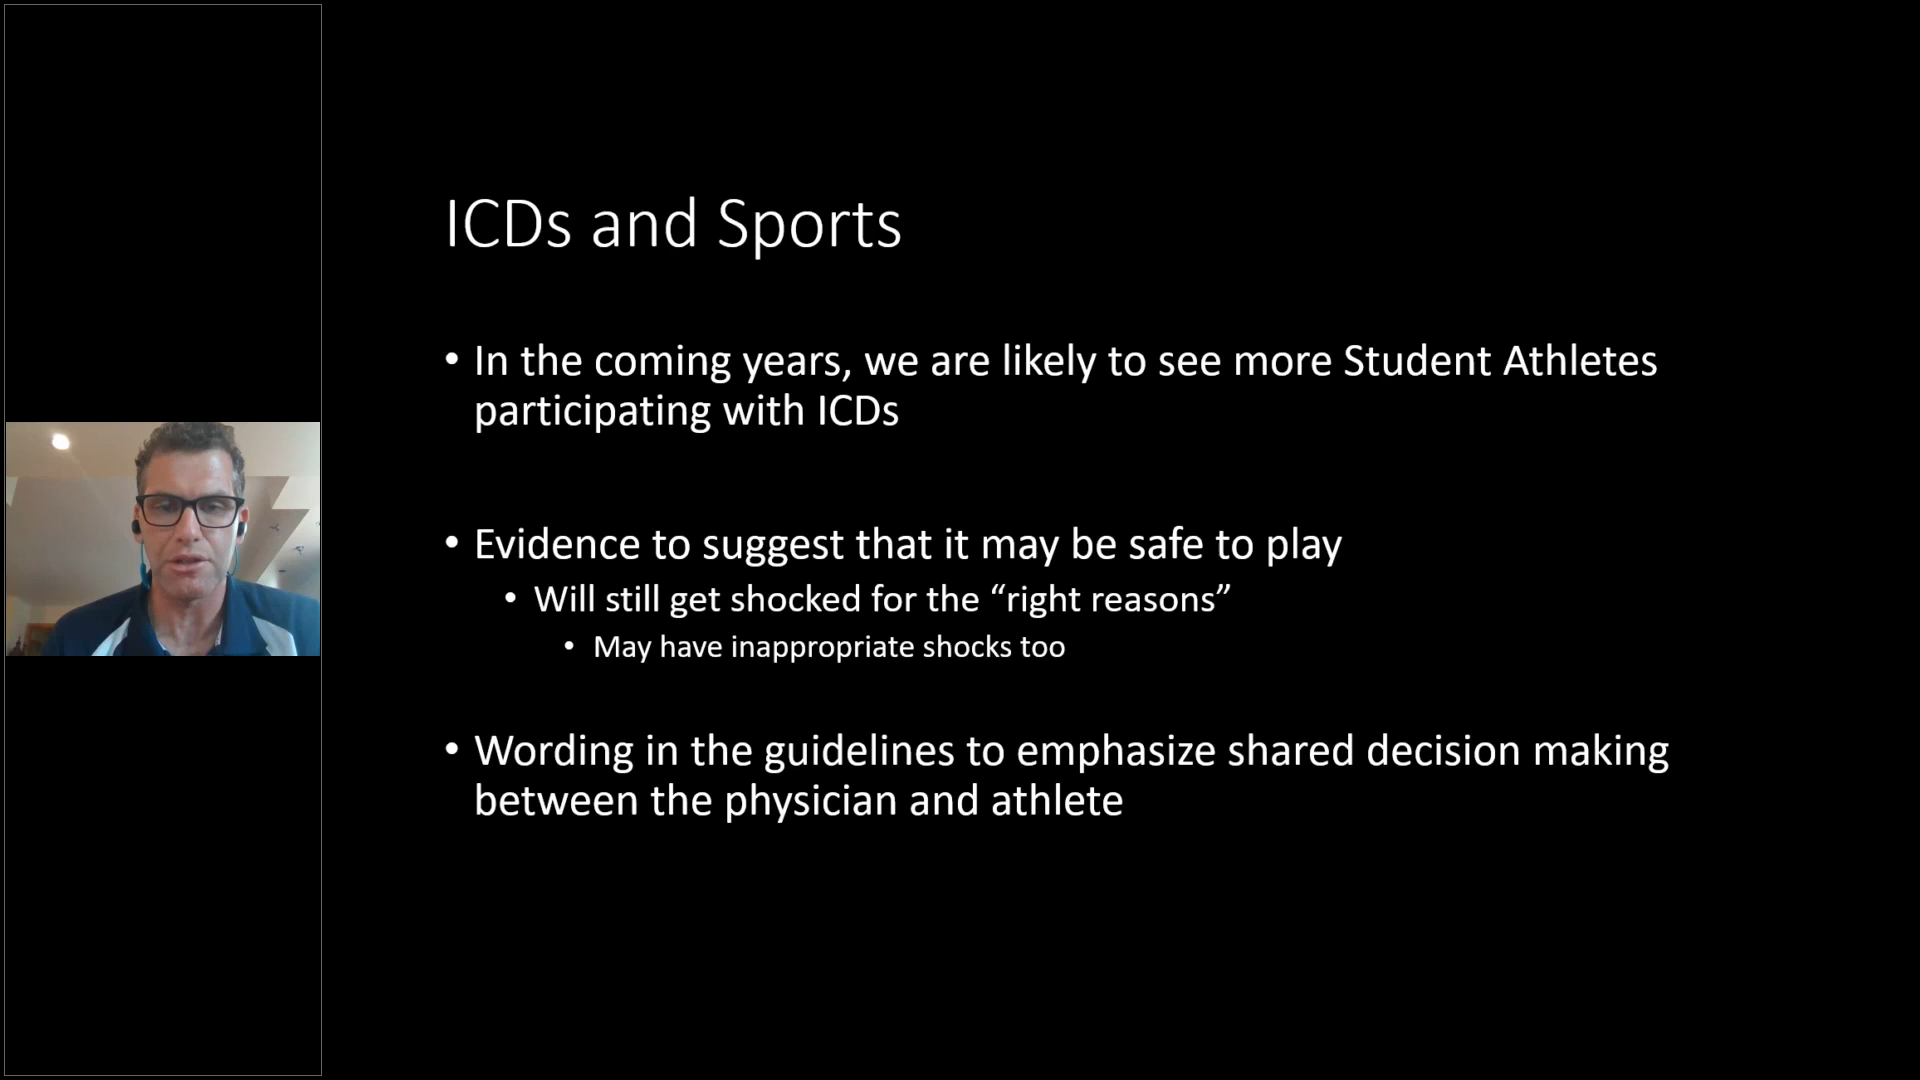 ICDs and Sports
• In the coming years, we are likely to see more Student Athletes
participating with ICDs
• Evidence to suggest that it may be safe to play
• Will still get shocked for the “right reasons”
• May have inappropriate shocks too
• Wording in the guidelines to emphasize shared decision making
between the physician and athlete